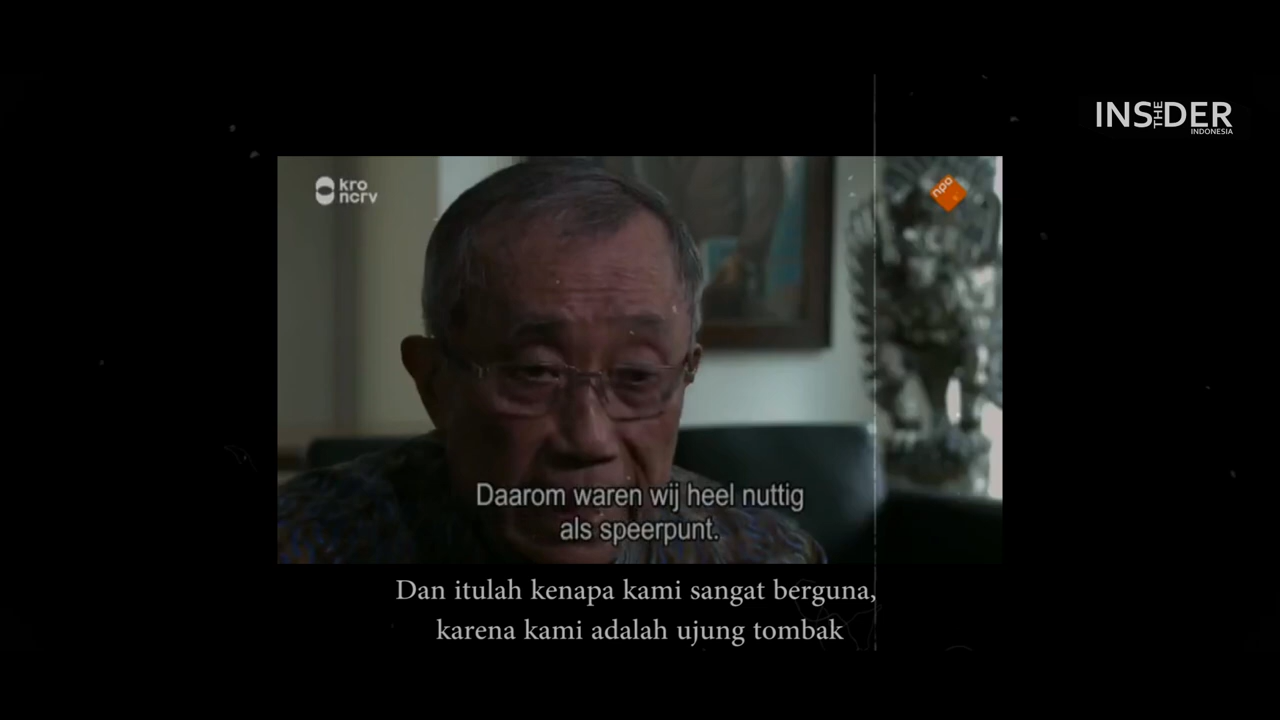 INSIDER
THE
INDONESIA
kro
ncrv
npo
Daarom waren wij heel nuttig
als speerpunt.
Dan itulah kenapa kami sangat berguna,
karena kami adalah ujung tombak